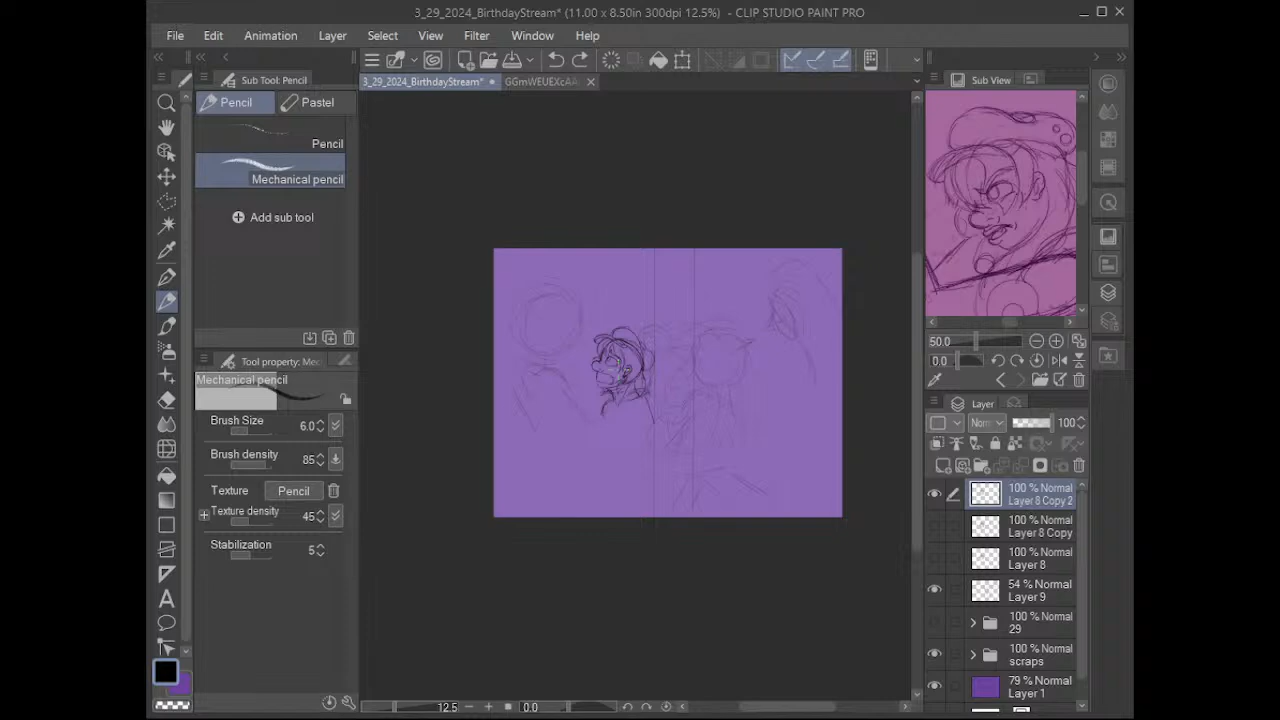 3_29_2024_BirthdayStream* (11.00 x 8.50in 300dpi 12.5%) - CLIP STUDIO PAINT PRO
File Edit Animation Layer Select View Filter Window Help
Sub Tool: Pencil
3_29_2024_BirthdayStream*
Sub View
Pencil
Pastel
Pencil
Mechanical pencil
Add sub tool
Tool property: Mec
Mechanical pencil
Brush Size 6.0
Brush density 85
Texture Pencil
Texture density 45
Stabilization 5
12.5
0.0
50.0
0.0
Layer
Norm 100
100 % Normal
Layer 8 Copy 2
100 % Normal
Layer 8 Copy
100 % Normal
Layer 8
54 % Normal
Layer 9
100 % Normal
29
100 % Normal
scraps
79 % Normal
Layer 1